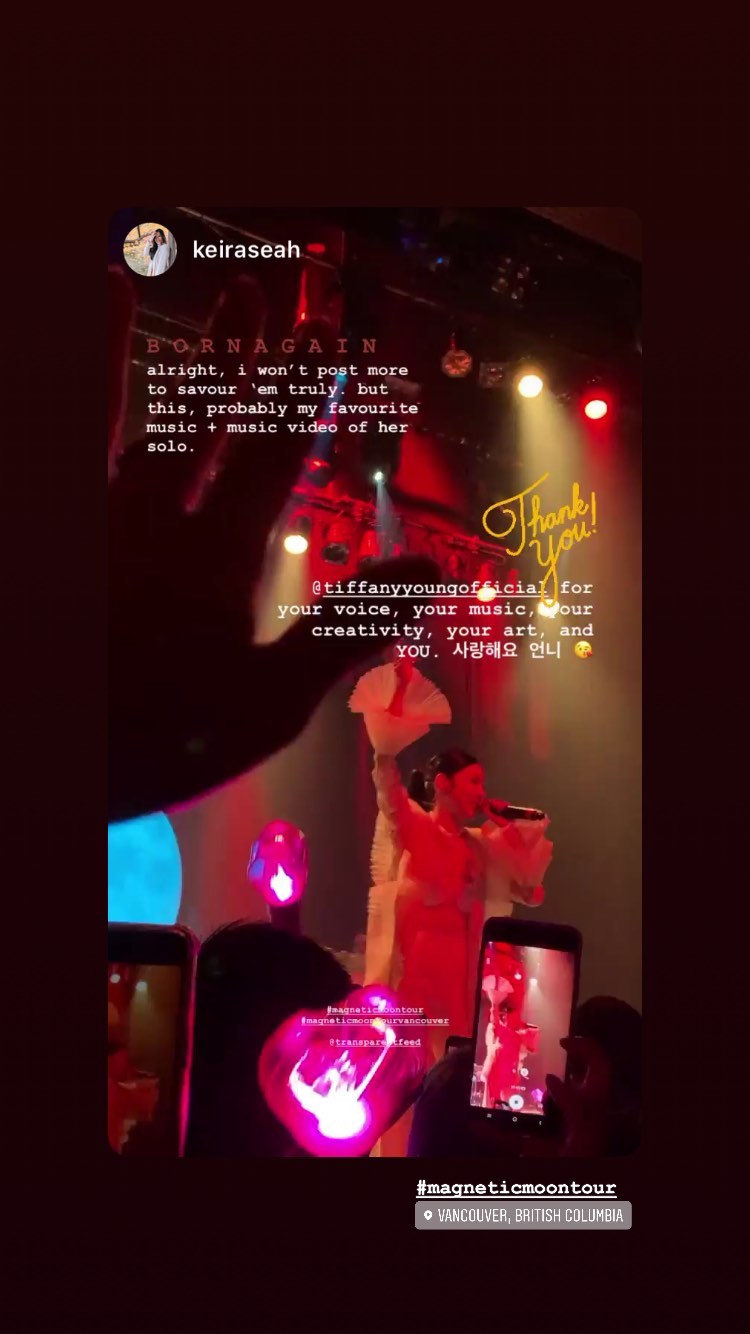 keiraseah
BORNAGAIN
alright, i won't post more
to savour 'em truly. but
this, probably my favourite
music + music video of her
solo.
Thank
You!
@tiffanyyoungofficial for
your voice, your music, your
creativity, your art, and
YOU. 사랑해요 언니 😘
#magneticmoontour
#magneticmoontourvancouver
@transparentfeed
#magneticmoontour
VANCOUVER, BRITISH COLUMBIA